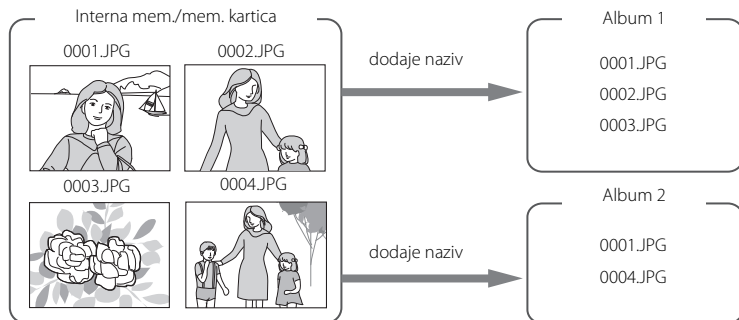 Interna mem./mem. kartica
0001.JPG
0002.JPG
0003.JPG
0004.JPG
dodaje naziv
Album 1
0001.JPG
0002.JPG
0003.JPG
dodaje naziv
Album 2
0001.JPG
0004.JPG